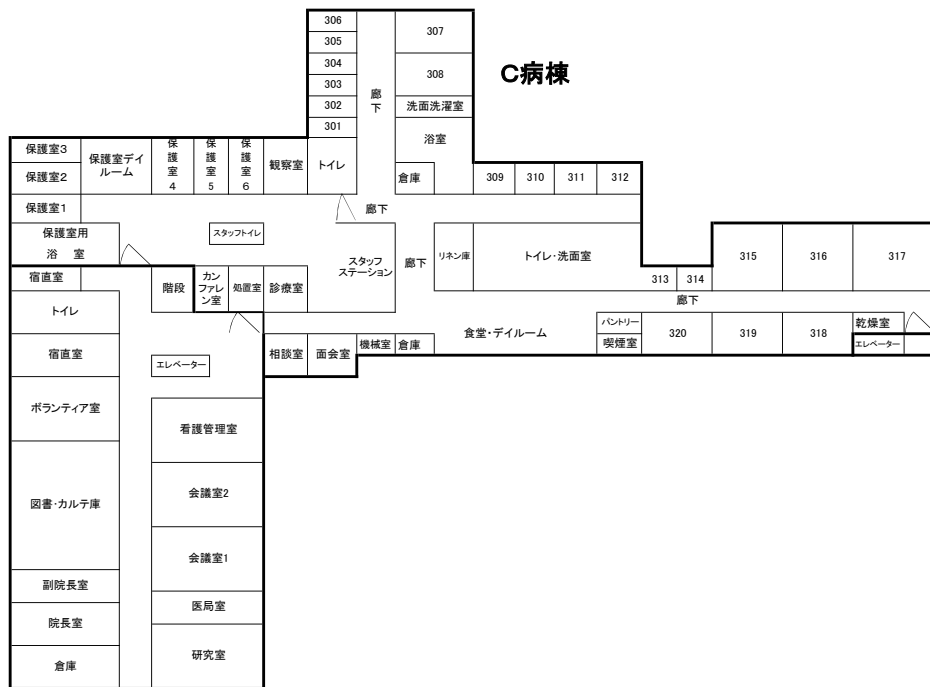 C病棟
306
305
304
303
302
301
廊
下
307
308
洗面洗濯室
浴室
倉庫
保護室3
保護室2
保護室1
保護室デイ
ルーム
保
護
室
4
保
護
室
5
保
護
室
6
観察室
トイレ
309
310
311
312
廊下
保護室用
浴　室
スタッフトイレ
スタッフ
ステーション
廊下
リネン庫
トイレ・洗面室
313
314
315
316
317
宿直室
階段
カン
ファレ
ン室
処置室
診療室
廊下
トイレ
宿直室
エレベーター
相談室
面会室
機械室
倉庫
食堂・デイルーム
パントリー
喫煙室
320
319
318
乾燥室
エレベーター
ボランティア室
看護管理室
図書・カルテ庫
会議室2
会議室1
副院長室
医局室
院長室
研究室
倉庫